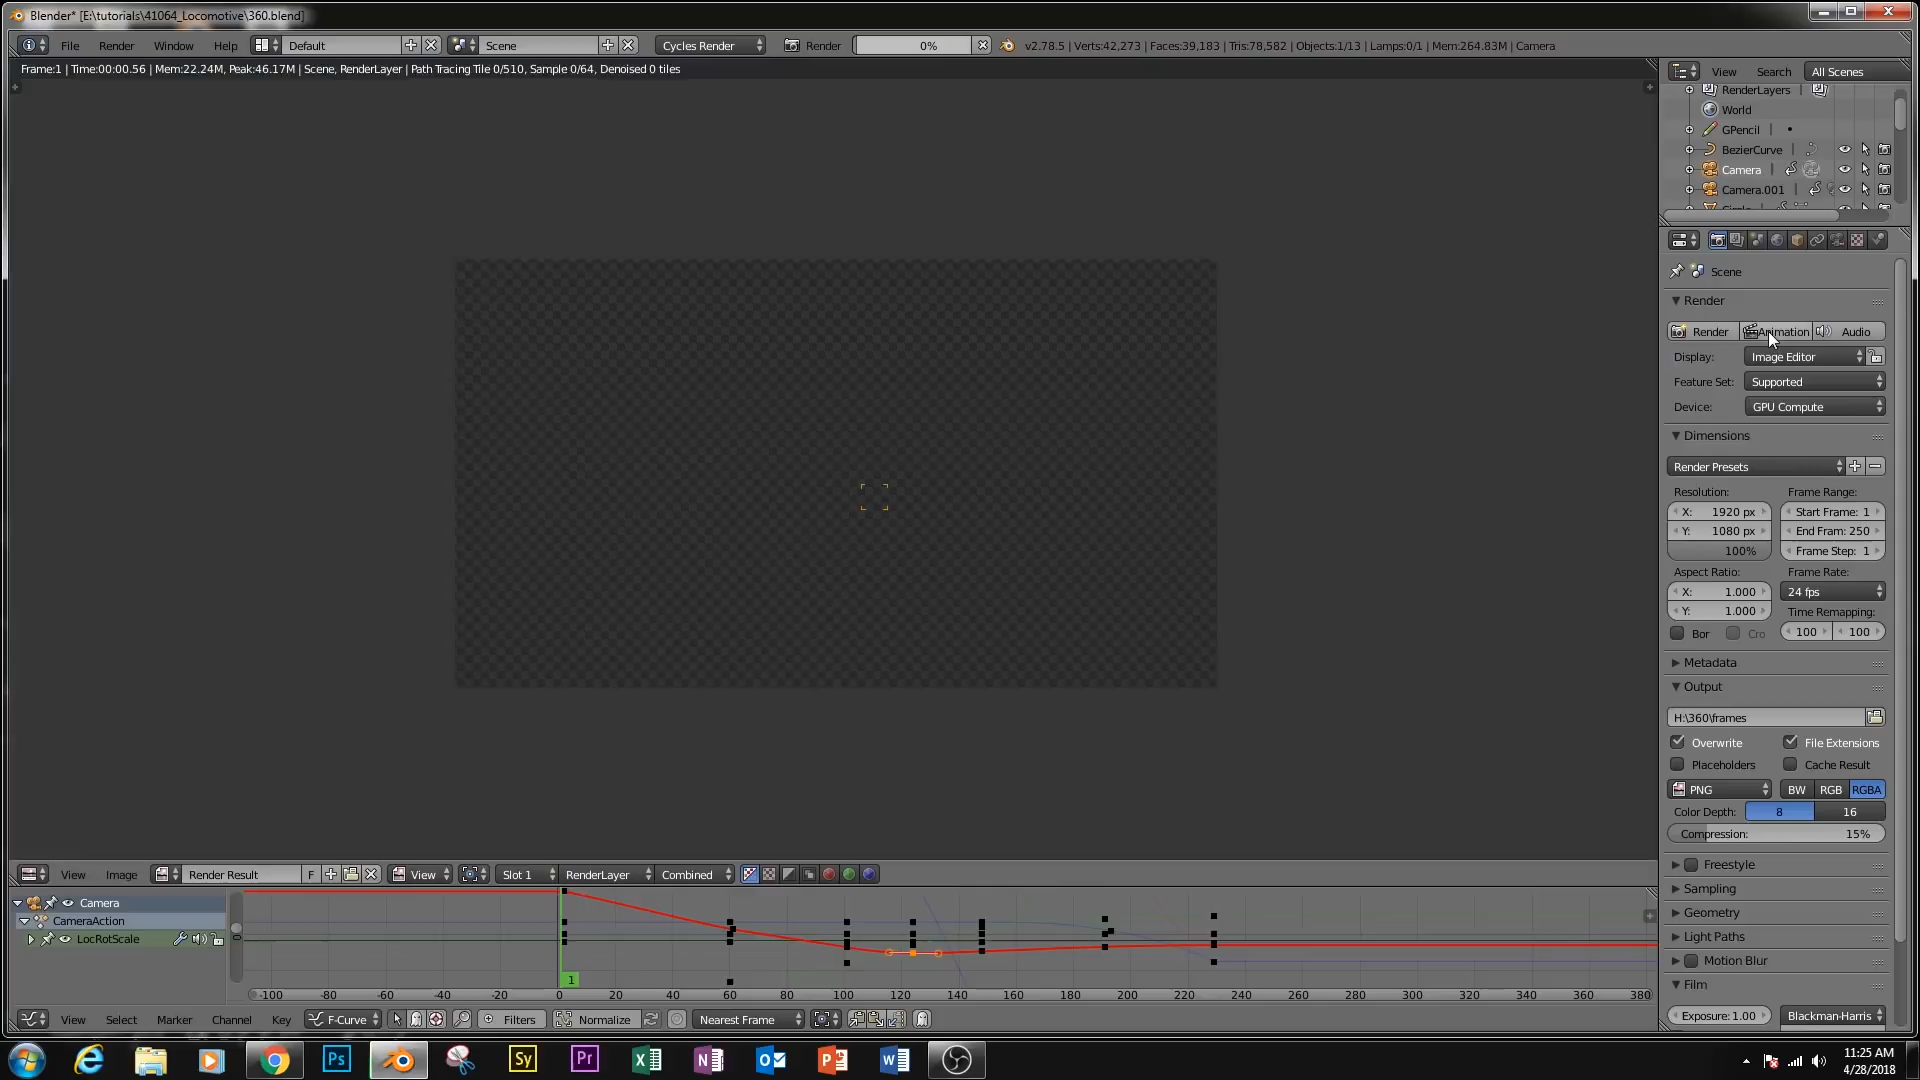 Blender* [E:\tutorials\41064_Locomotive\360.blend]
File Render Window Help Default Scene Cycles Render Render 0% v2.78.5 | Verts:42,273 | Faces:39,183 | Tris:78,582 | Objects:1/13 | Lamps:0/1 | Mem:264.83M | Camera
Frame:1 | Time:00:00.56 | Mem:22.24M, Peak:46.17M | Scene, RenderLayer | Path Tracing Tile 0/510, Sample 0/64, Denoised 0 tiles
View Search All Scenes
RenderLayers
World
GPencil
BezierCurve
Camera
Camera.001
Scene
Render
Render Animation Audio
Display: Image Editor
Feature Set: Supported
Device: GPU Compute
Dimensions
Render Presets
Resolution: Frame Range:
X: 1920 px Start Frame: 1
Y: 1080 px End Fram: 250
100% Frame Step: 1
Aspect Ratio: Frame Rate:
X: 1.000 24 fps
Y: 1.000 Time Remapping:
Bor Cro 100 100
Metadata
Output
H:\360\frames
Overwrite File Extensions
Placeholders Cache Result
PNG BW RGB RGBA
Color Depth: 8 16
Compression: 15%
Freestyle
Sampling
Geometry
Light Paths
Motion Blur
Film
Exposure: 1.00 Blackman-Harris
View Image Render Result F View Slot 1 RenderLayer Combined
Camera
CameraAction
LocRotScale
1
-100 -80 -60 -40 -20 0 20 40 60 80 100 120 140 160 180 200 220 240 260 280 300 320 340 360 380
View Select Marker Channel Key F-Curve Filters Normalize Nearest Frame
Ps Sy Pr X N O P W
11:25 AM
4/28/2018